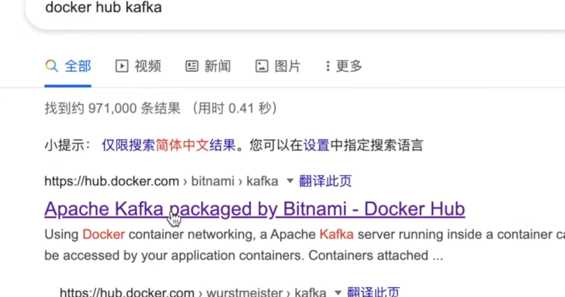 docker hub kafka
全部 视频 新闻 图片 更多
找到约 971,000 条结果 （用时 0.41 秒）
小提示： 仅限搜索简体中文结果。您可以在设置中指定搜索语言
https://hub.docker.com › bitnami › kafka 翻译此页
Apache Kafka packaged by Bitnami - Docker Hub
Using Docker container networking, a Apache Kafka server running inside a container ca
be accessed by your application containers. Containers attached ...
https://hub.docker.com › wurstmeister › kafka 翻译此页